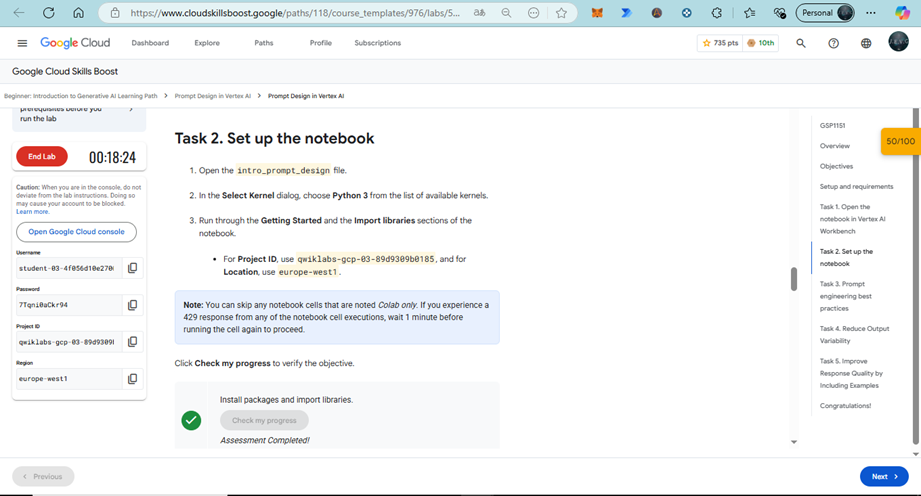 https://www.cloudskillsboost.google/paths/118/course_templates/976/labs/5...
Personal
Google Cloud
Dashboard
Explore
Paths
Profile
Subscriptions
735 pts
10th
Google Cloud Skills Boost
Beginner: Introduction to Generative AI Learning Path
Prompt Design in Vertex AI
Prompt Design in Vertex AI
prerequisites before you
run the lab
End Lab
00:18:24
Caution: When you are in the console, do not
deviate from the lab instructions. Doing so
may cause your account to be blocked.
Learn more.
Open Google Cloud console
Username
student-03-4f056d10e270
Password
7Tqni0aCkr94
Project ID
qwiklabs-gcp-03-89d9309
Region
europe-west1
Task 2. Set up the notebook
1. Open the intro_prompt_design file.
2. In the Select Kernel dialog, choose Python 3 from the list of available kernels.
3. Run through the Getting Started and the Import libraries sections of the
notebook.
• For Project ID, use qwiklabs-gcp-03-89d9309b0185, and for
Location, use europe-west1.
Note: You can skip any notebook cells that are noted Colab only. If you experience a
429 response from any of the notebook cell executions, wait 1 minute before
running the cell again to proceed.
Click Check my progress to verify the objective.
Install packages and import libraries.
Check my progress
Assessment Completed!
GSP1151
50/100
Overview
Objectives
Setup and requirements
Task 1. Open the
notebook in Vertex AI
Workbench
Task 2. Set up the
notebook
Task 3. Prompt
engineering best
practices
Task 4. Reduce Output
Variability
Task 5. Improve
Response Quality by
Including Examples
Congratulations!
Previous
Next